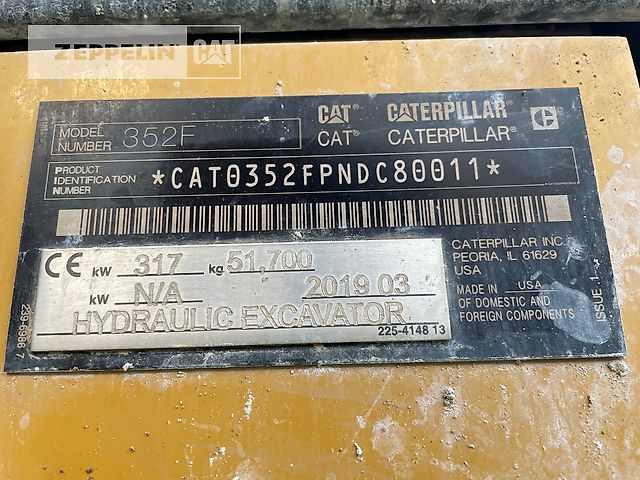 ZEPPELIN CAT
MODEL NUMBER 352F
CAT CATERPILLAR C
CAT CATERPILLAR
PRODUCT IDENTIFICATION NUMBER *CAT0352FPNDC80011*
CE kW 317 kg 51,700
kW N/A 2019 03
HYDRAULIC EXCAVATOR
225-4148 13
CATERPILLAR INC.
PEORIA, IL 61629
USA
MADE IN USA
OF DOMESTIC AND
FOREIGN COMPONENTS
ISSUE 11
239-6986 7